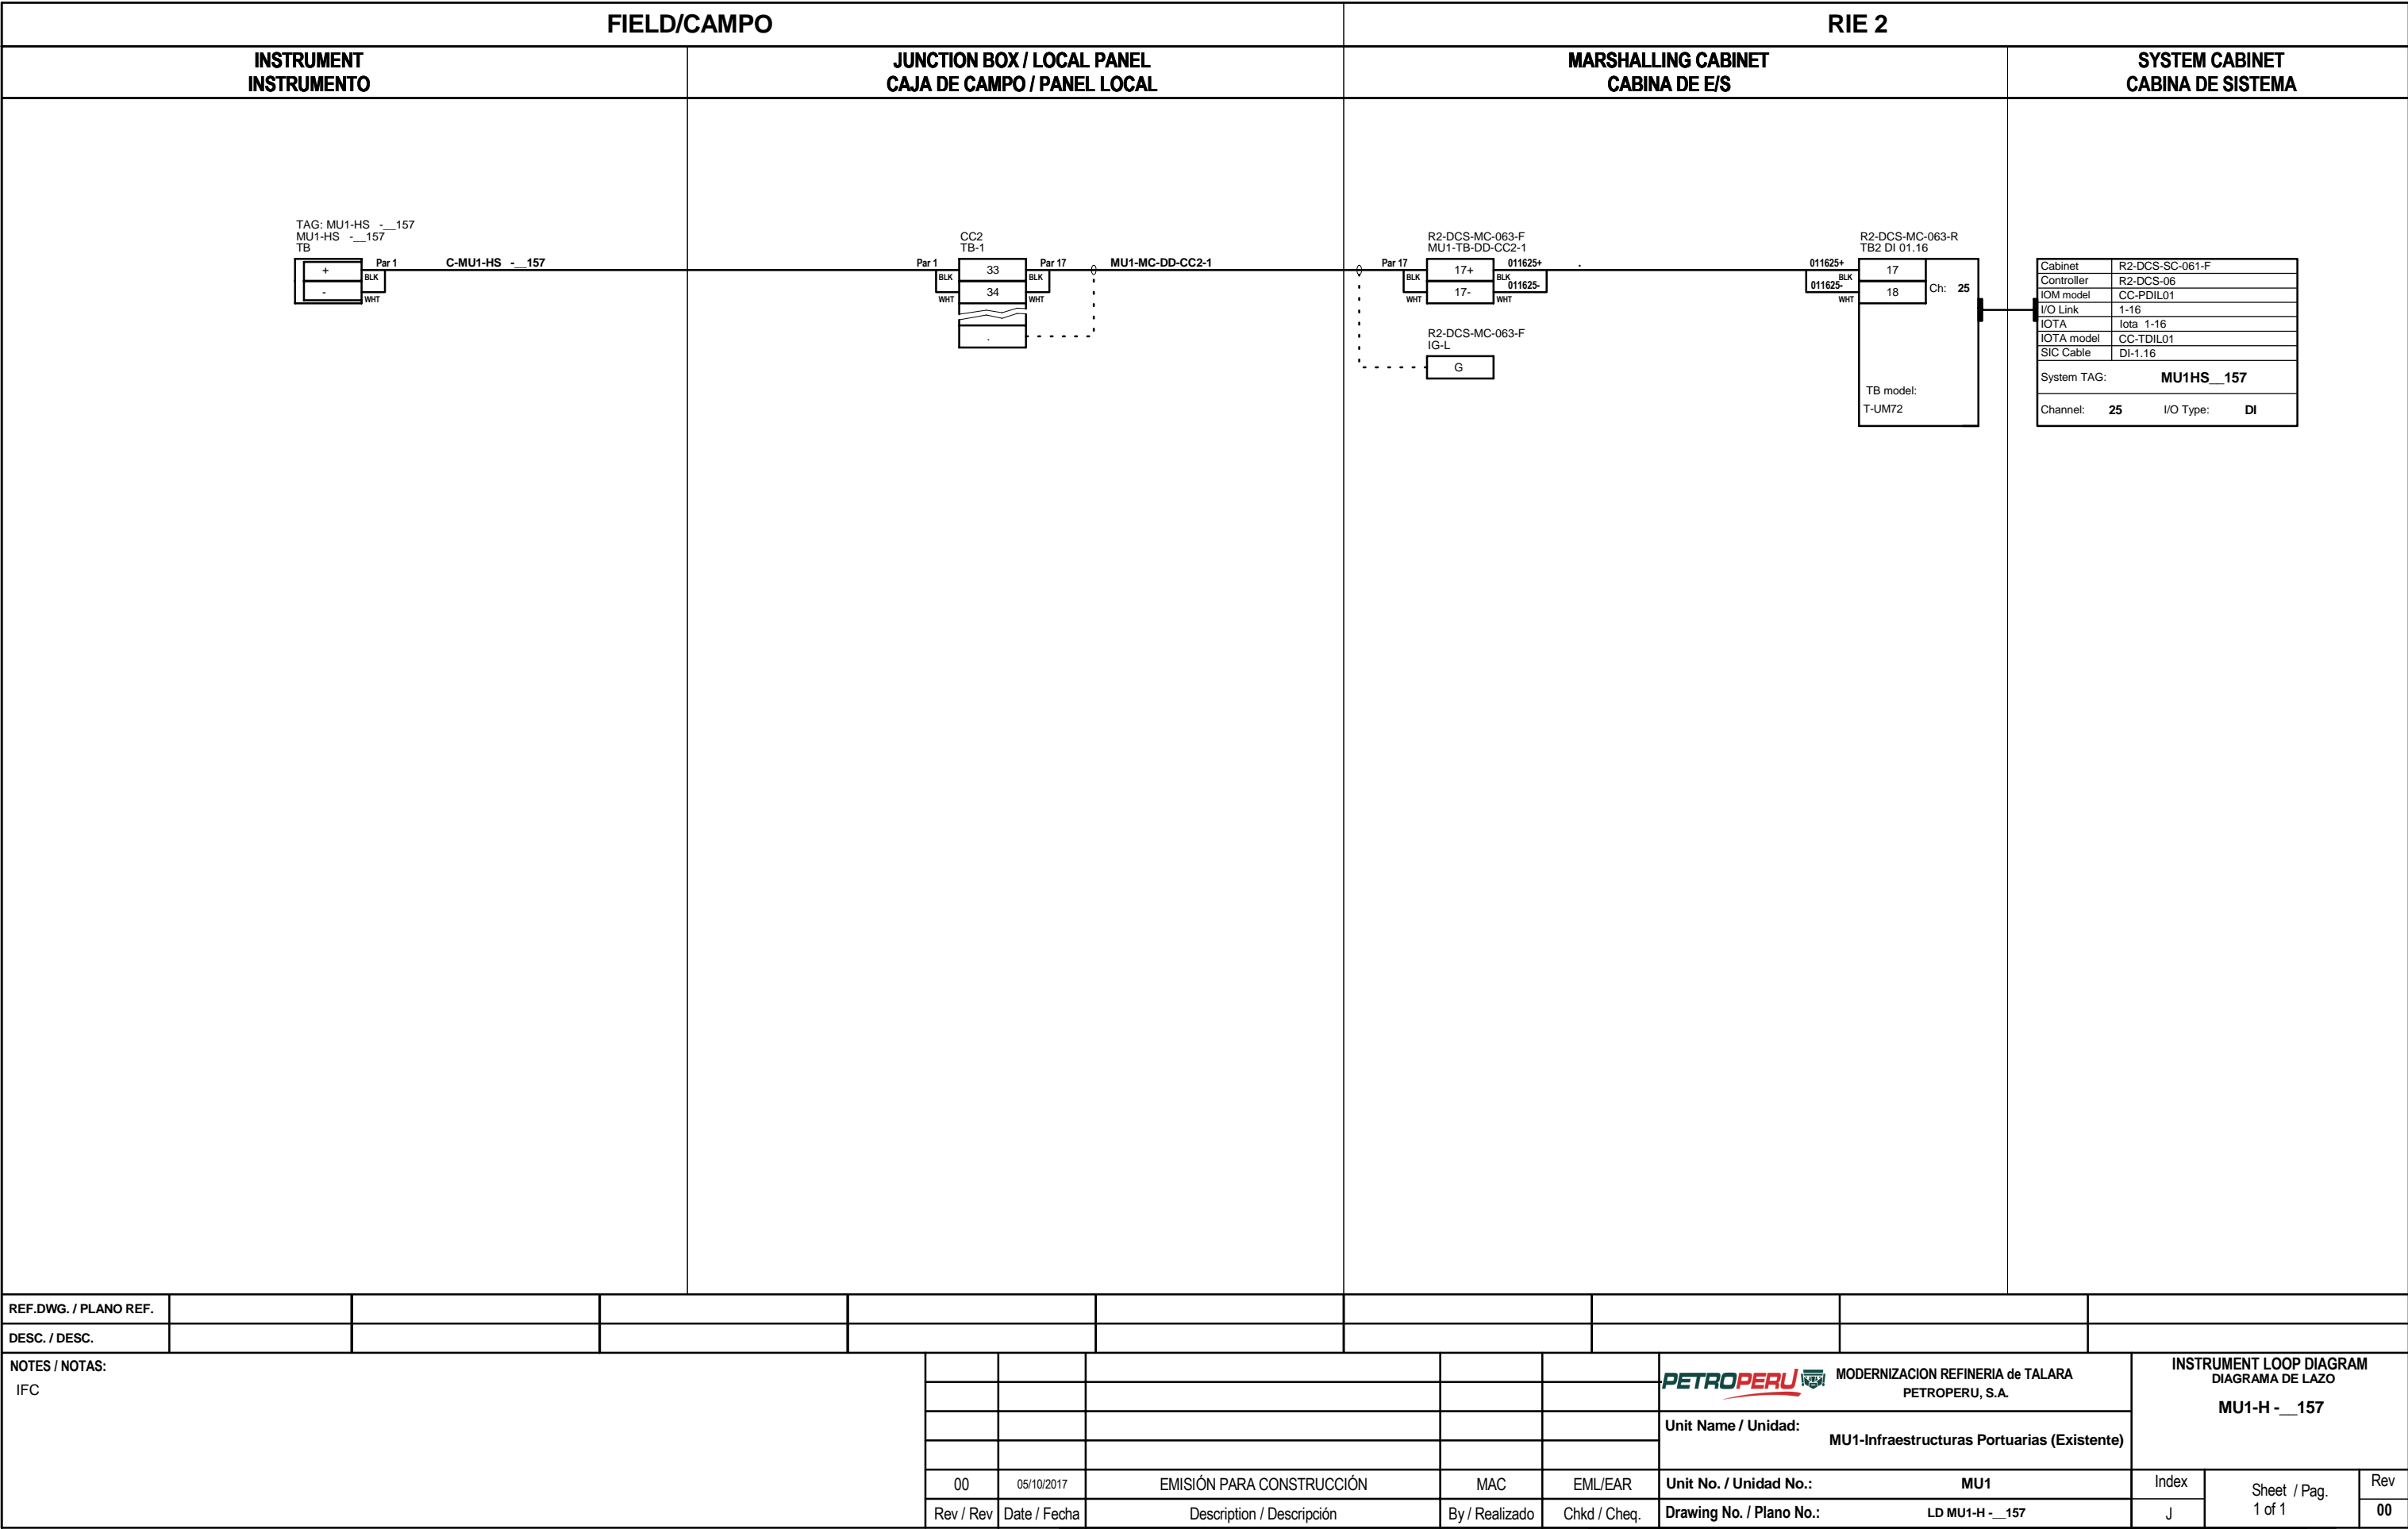 FIELD/CAMPO
RIE 2
INSTRUMENT
INSTRUMENTO
JUNCTION BOX / LOCAL PANEL
CAJA DE CAMPO / PANEL LOCAL
MARSHALLING CABINET
CABINA DE E/S
SYSTEM CABINET
CABINA DE SISTEMA
TAG: MU1-HS -__157
MU1-HS -__157
TB
+
-
Par 1
BLK
WHT
C-MU1-HS -__157
CC2
TB-1
Par 1
BLK
WHT
33
34
.
Par 17
BLK
WHT
MU1-MC-DD-CC2-1
R2-DCS-MC-063-F
MU1-TB-DD-CC2-1
Par 17
BLK
WHT
17+
17-
011625+
BLK
011625-
WHT
.
R2-DCS-MC-063-F
IG-L
G
R2-DCS-MC-063-R
TB2 DI 01.16
011625+
BLK
011625-
WHT
17
18
Ch: 25
TB model:
T-UM72
Cabinet R2-DCS-SC-061-F
Controller R2-DCS-06
IOM model CC-PDIL01
I/O Link 1-16
IOTA Iota 1-16
IOTA model CC-TDIL01
SIC Cable DI-1.16
System TAG: MU1HS__157
Channel: 25 I/O Type: DI
REF.DWG. / PLANO REF.
DESC. / DESC.
NOTES / NOTAS:
IFC
00 05/10/2017 EMISIÓN PARA CONSTRUCCIÓN MAC EML/EAR
Rev / Rev Date / Fecha Description / Descripción By / Realizado Chkd / Cheq.
PETROPERU
MODERNIZACION REFINERIA de TALARA
PETROPERU, S.A.
Unit Name / Unidad:
MU1-Infraestructuras Portuarias (Existente)
Unit No. / Unidad No.: MU1
Drawing No. / Plano No.: LD MU1-H -__157
INSTRUMENT LOOP DIAGRAM
DIAGRAMA DE LAZO
MU1-H -__157
Index
J
Sheet / Pag.
1 of 1
Rev
00